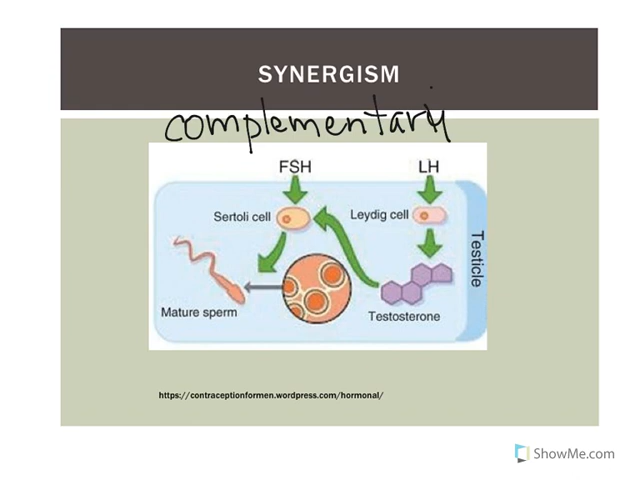 SYNERGISM
complementary
FSH LH
Sertoli cell Leydig cell
Testicle
Mature sperm Testosterone
https://contraceptionformen.wordpress.com/hormonal/
ShowMe.com